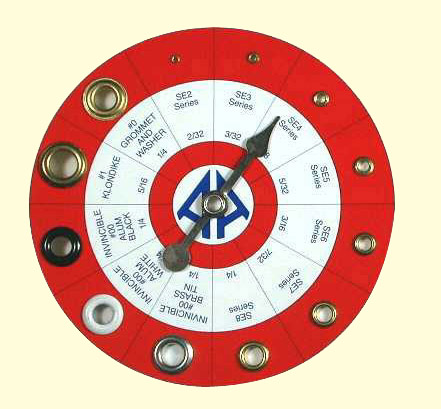 SE2
Series
2/32
SE3
Series
3/32
SE4
Series
SE5
Series
5/32
SE6
Series
3/16
SE7
Series
7/32
SE8
Series
1/4
INVINCIBLE
#00
BRASS
TIN
1/4
INVINCIBLE
#00
ALUM
WHITE
INVINCIBLE
#00
ALUM
BLACK
1/4
#1
KLONDIKE
5/16
#0
GROMMET
AND
WASHER
1/4